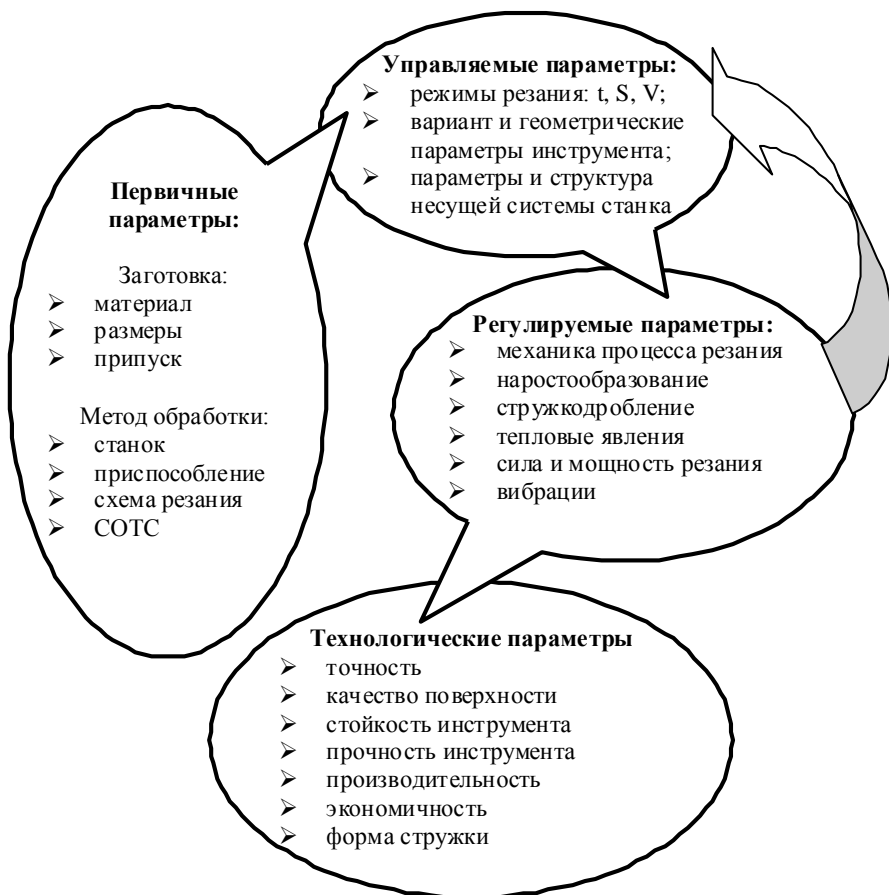 Первичные
параметры:
Заготовка:
➢ материал
➢ размеры
➢ припуск
Метод обработки:
➢ станок
➢ приспособление
➢ схема резания
➢ СОТС
Управляемые параметры:
➢ режимы резания: t, S, V;
➢ вариант и геометрические
параметры инструмента;
➢ параметры и структура
несущей системы станка
Регулируемые параметры:
➢ механика процесса резания
➢ наростообразование
➢ стружкодробление
➢ тепловые явления
➢ сила и мощность резания
➢ вибрации
Технологические параметры
➢ точность
➢ качество поверхности
➢ стойкость инструмента
➢ прочность инструмента
➢ производительность
➢ экономичность
➢ форма стружки